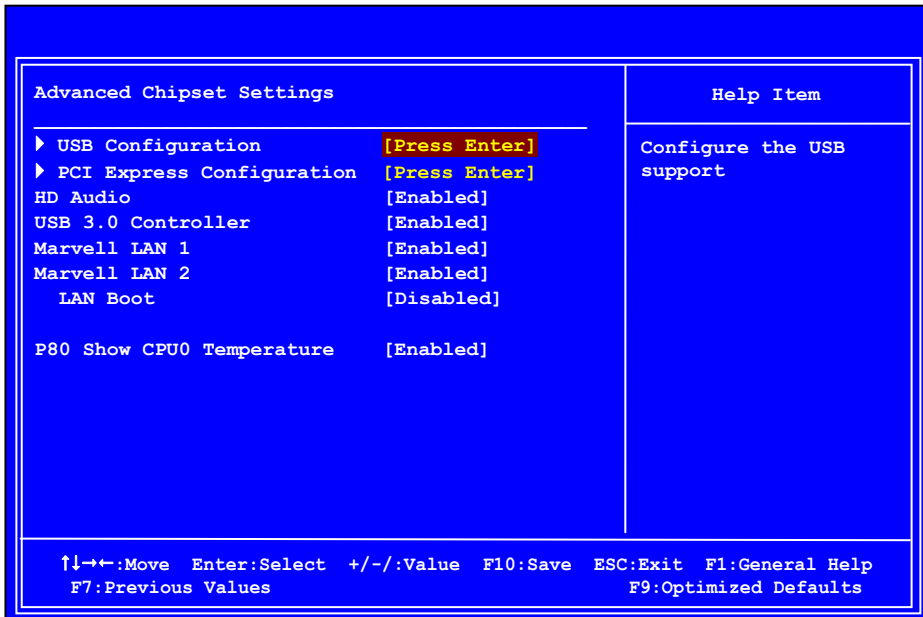 Advanced Chipset Settings
Help Item
▶ USB Configuration [Press Enter]
▶ PCI Express Configuration [Press Enter]
HD Audio [Enabled]
USB 3.0 Controller [Enabled]
Marvell LAN 1 [Enabled]
Marvell LAN 2 [Enabled]
LAN Boot [Disabled]
P80 Show CPU0 Temperature [Enabled]
Configure the USB
support
↑↓→←:Move Enter:Select +/-/:Value F10:Save ESC:Exit F1:General Help
F7:Previous Values F9:Optimized Defaults